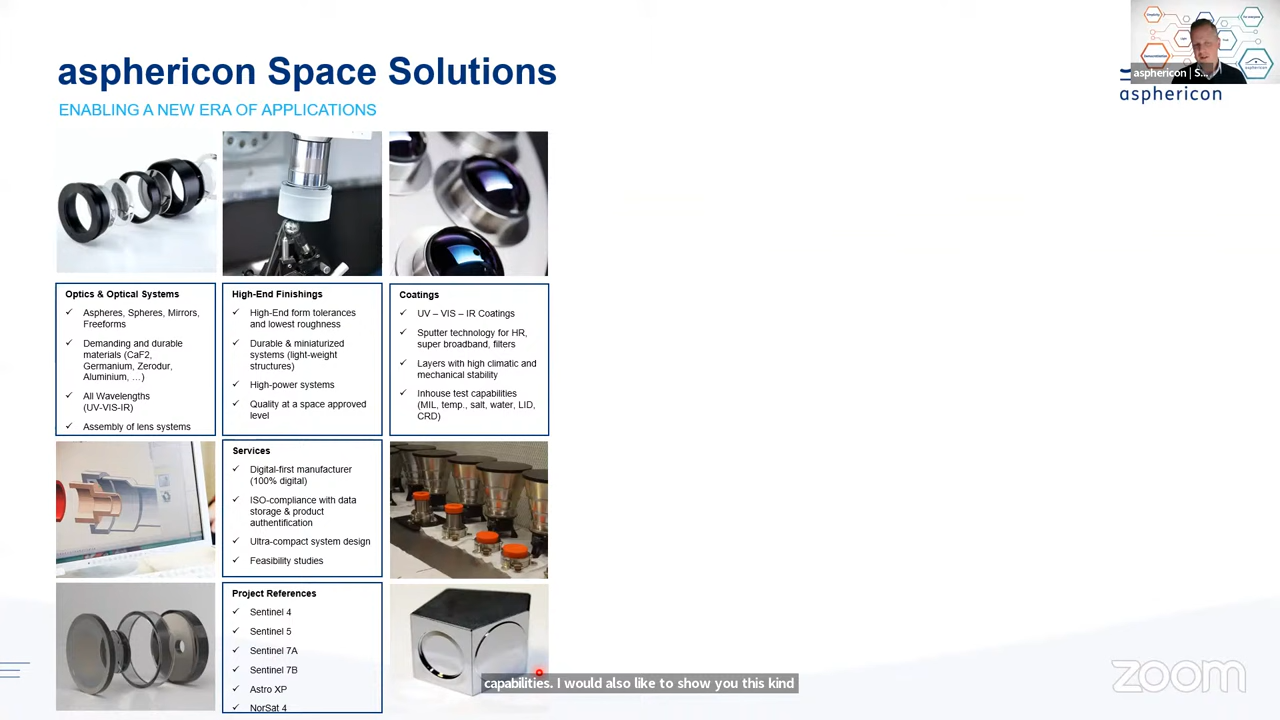 asphericon Space Solutions
ENABLING A NEW ERA OF APPLICATIONS
asphericon | S...
asphericon
Optics & Optical Systems
✓ Aspheres, Spheres, Mirrors,
Freeforms
✓ Demanding and durable
materials (CaF2,
Germanium, Zerodur,
Aluminium, …)
✓ All Wavelengths
(UV-VIS-IR)
✓ Assembly of lens systems
High-End Finishings
✓ High-End form tolerances
and lowest roughness
✓ Durable & miniaturized
systems (light-weight
structures)
✓ High-power systems
✓ Quality at a space approved
level
Coatings
✓ UV – VIS – IR Coatings
✓ Sputter technology for HR,
super broadband, filters
✓ Layers with high climatic and
mechanical stability
✓ Inhouse test capabilities
(MIL, temp., salt, water, LID,
CRD)
Services
✓ Digital-first manufacturer
(100% digital)
✓ ISO-compliance with data
storage & product
authentification
✓ Ultra-compact system design
✓ Feasibility studies
Project References
✓ Sentinel 4
✓ Sentinel 5
✓ Sentinel 7A
✓ Sentinel 7B
✓ Astro XP
✓ NorSat 4
capabilities. I would also like to show you this kind
zoom